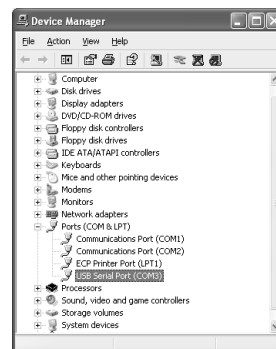 Device Manager
File Action View Help
Computer
Disk drives
Display adapters
DVD/CD-ROM drives
Floppy disk controllers
Floppy disk drives
IDE ATA/ATAPI controllers
Keyboards
Mice and other pointing devices
Modems
Monitors
Network adapters
Ports (COM & LPT)
Communications Port (COM1)
Communications Port (COM2)
ECP Printer Port (LPT1)
USB Serial Port (COM3)
Processors
Sound, video and game controllers
Storage volumes
System devices